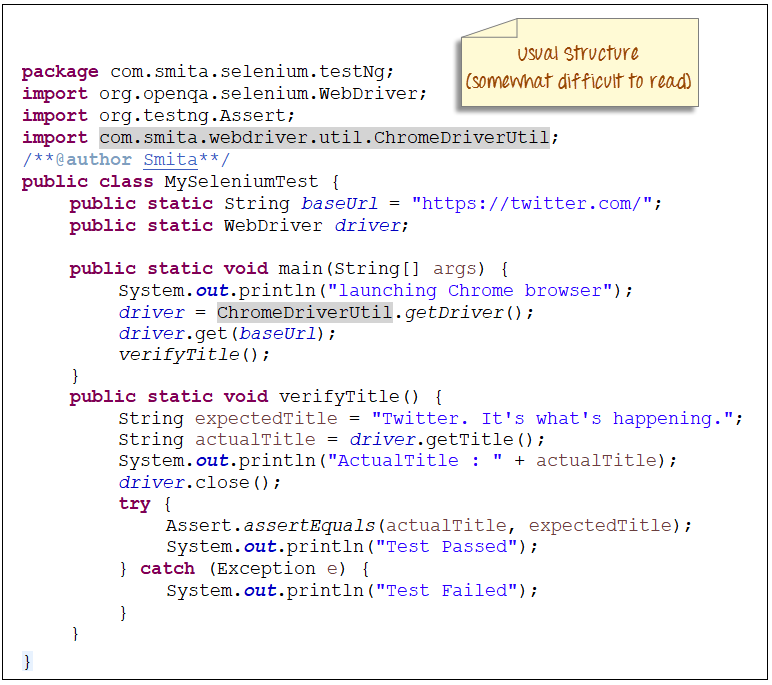 Usual Structure
(somewhat difficult to read)
package com.smita.selenium.testNg;
import org.openqa.selenium.WebDriver;
import org.testng.Assert;
import com.smita.webdriver.util.ChromeDriverUtil;
/**@author Smita**/
public class MySeleniumTest {
    public static String baseUrl = "https://twitter.com/";
    public static WebDriver driver;

    public static void main(String[] args) {
        System.out.println("launching Chrome browser");
        driver = ChromeDriverUtil.getDriver();
        driver.get(baseUrl);
        verifyTitle();
    }
    public static void verifyTitle() {
        String expectedTitle = "Twitter. It's what's happening.";
        String actualTitle = driver.getTitle();
        System.out.println("ActualTitle : " + actualTitle);
        driver.close();
        try {
            Assert.assertEquals(actualTitle, expectedTitle);
            System.out.println("Test Passed");
        } catch (Exception e) {
            System.out.println("Test Failed");
        }
    }
}